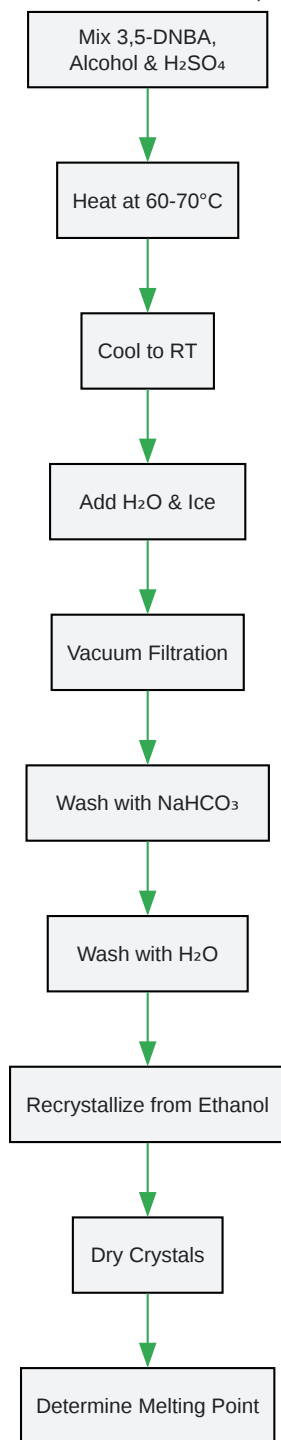 Mix 3,5-DNBA,
Alcohol & H₂SO₄
Heat at 60-70°C
Cool to RT
Add H₂O & Ice
Vacuum Filtration
Wash with NaHCO₃
Wash with H₂O
Recrystallize from Ethanol
Dry Crystals
Determine Melting Point